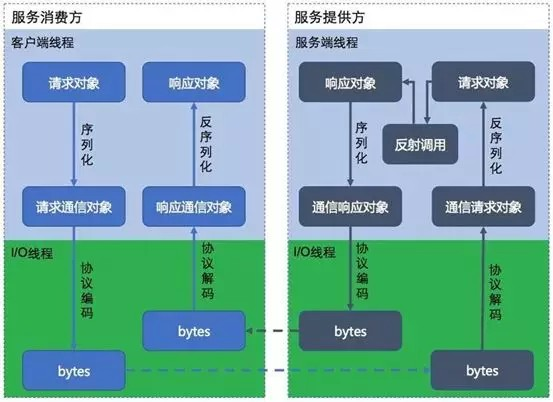 服务消费方
客户端线程
请求对象
响应对象
序列化
反序列化
请求通信对象
响应通信对象
I/O线程
协议编码
协议解码
bytes
bytes
服务提供方
服务端线程
响应对象
请求对象
反射调用
序列化
反序列化
通信响应对象
通信请求对象
I/O线程
协议编码
协议解码
bytes
bytes